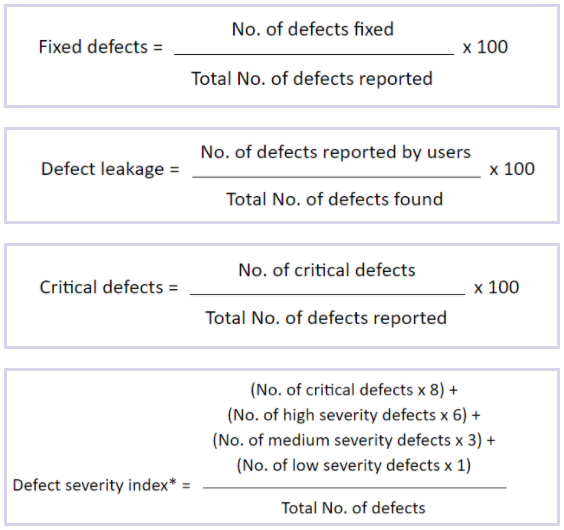 No. of defects fixed
Fixed defects = x 100
Total No. of defects reported
No. of defects reported by users
Defect leakage = x 100
Total No. of defects found
No. of critical defects
Critical defects = x 100
Total No. of defects reported
(No. of critical defects x 8) +
(No. of high severity defects x 6) +
(No. of medium severity defects x 3) +
(No. of low severity defects x 1)
Defect severity index* =
Total No. of defects